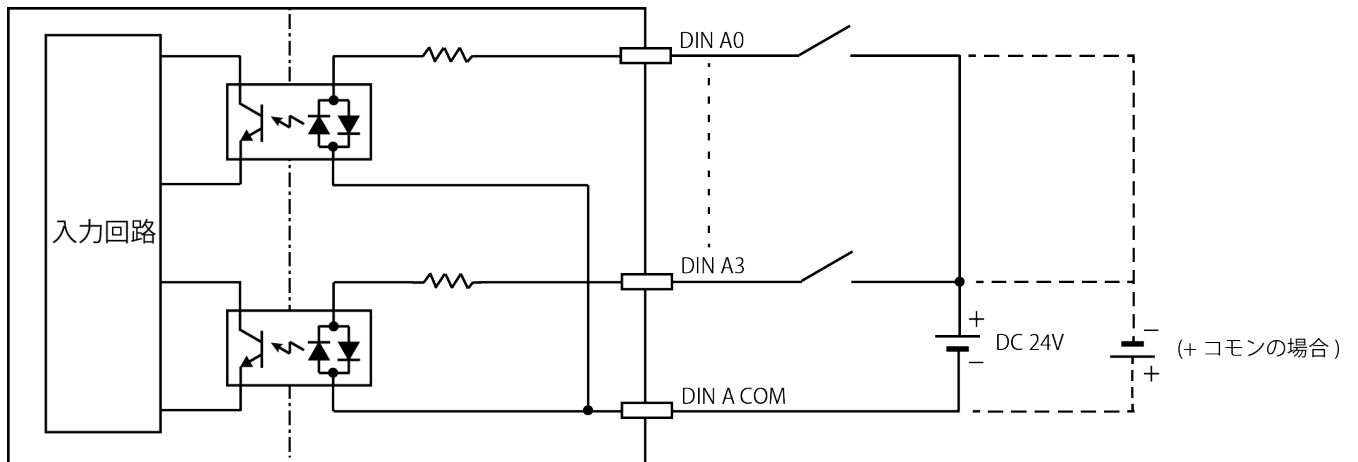 DIN A0
入力回路
DIN A3
+
DC 24V
−
−
(+ コモンの場合 )
+
DIN A COM